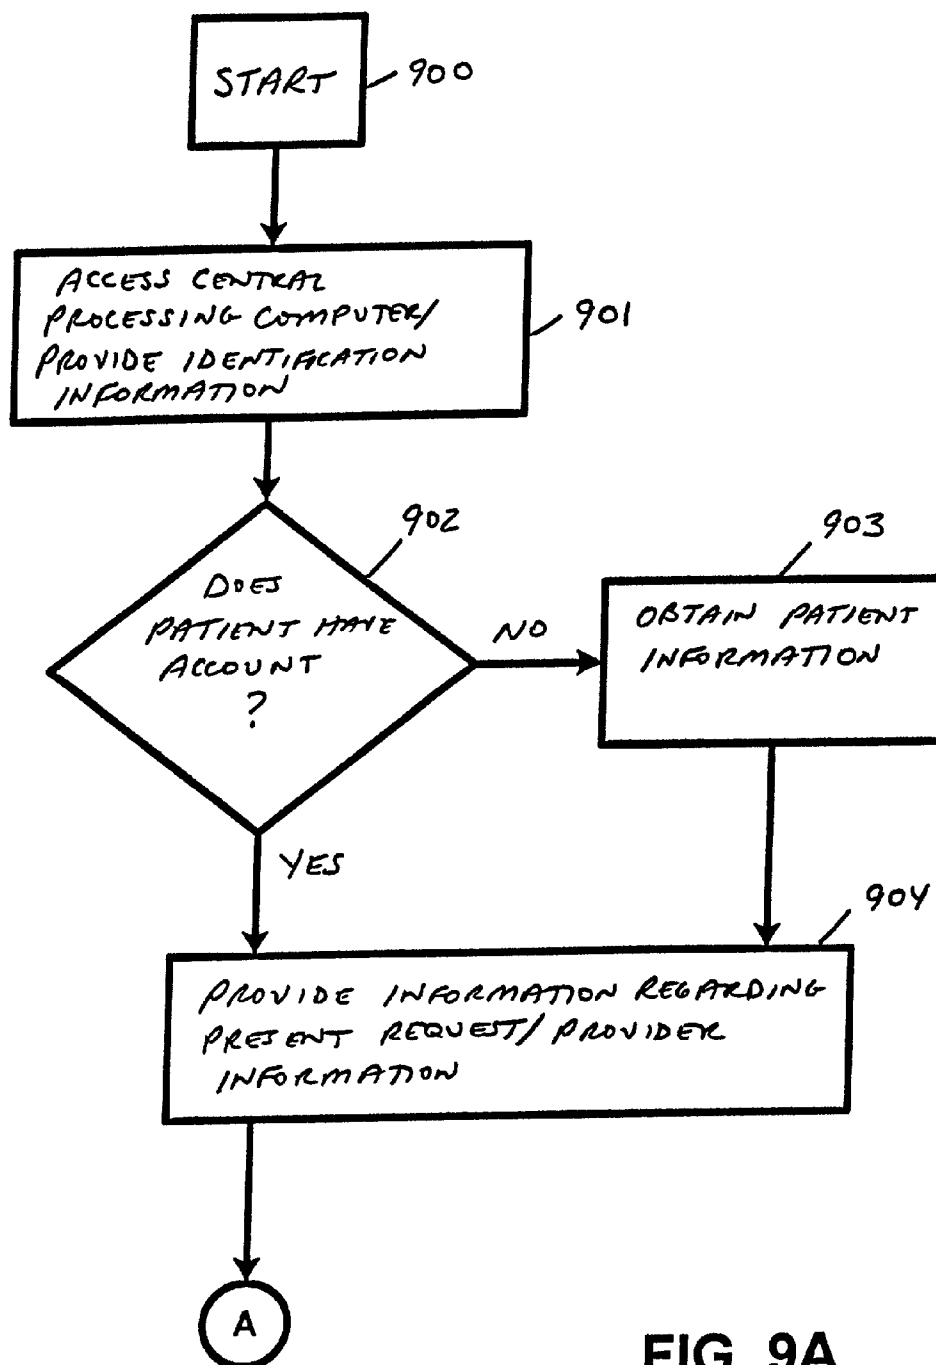 START
900
ACCESS CENTRAL
PROCESSING COMPUTER/
PROVIDE IDENTIFICATION
INFORMATION
901
902
DOES
PATIENT HAVE
ACCOUNT
?
NO
903
OBTAIN PATIENT
INFORMATION
YES
904
PROVIDE INFORMATION REGARDING
PRESENT REQUEST/PROVIDER
INFORMATION
A
FIG. 9A